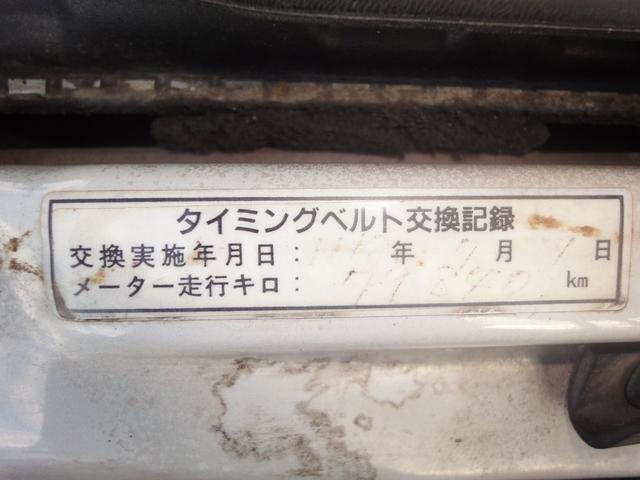 タイミングベルト交換記録
交換実施年月日: 年 月 日
メーター走行キロ: km